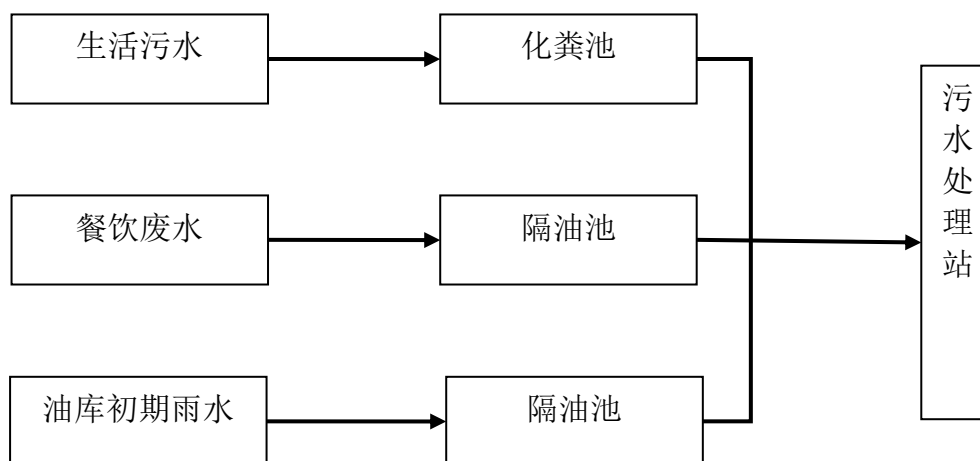 生活污水
化粪池
餐饮废水
隔油池
油库初期雨水
隔油池
污水处理站